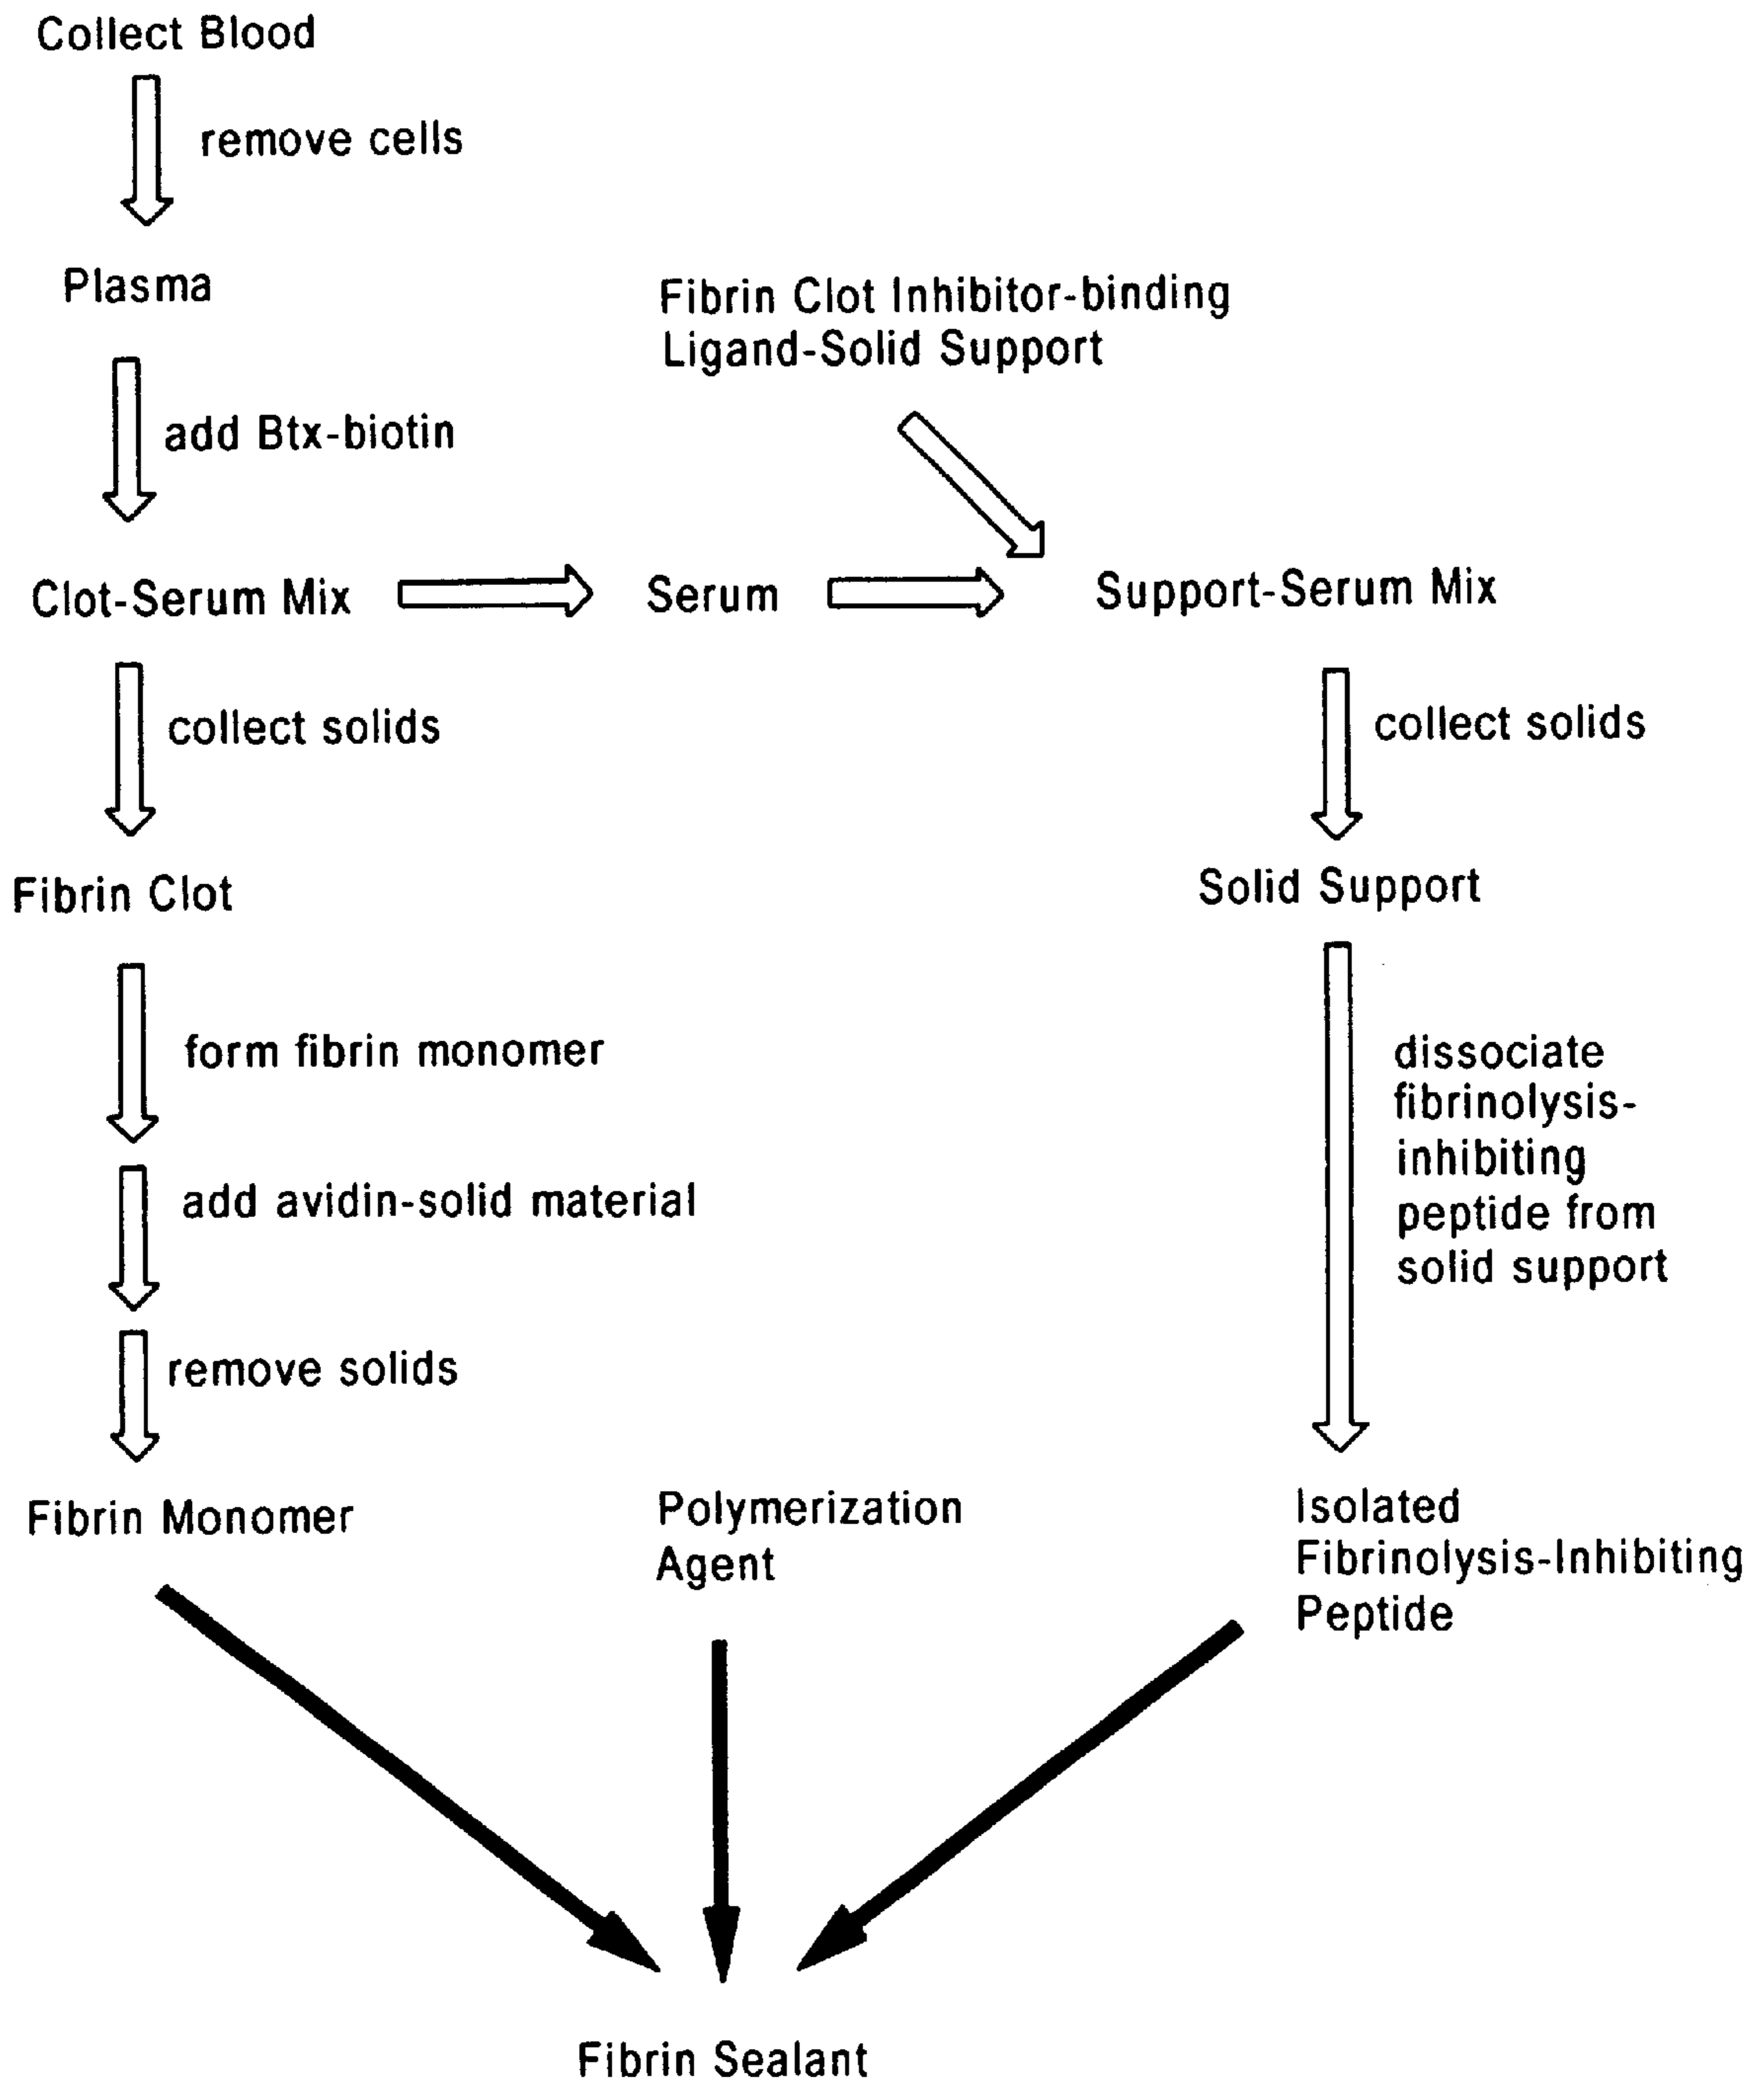 Collect Blood
remove cells
Plasma
Fibrin Clot Inhibitor-binding
Ligand-Solid Support
add Btx-biotin
Clot-Serum Mix
Serum
Support-Serum Mix
collect solids
collect solids
Fibrin Clot
Solid Support
form fibrin monomer
dissociate
fibrinolysis-
inhibiting
peptide from
solid support
add avidin-solid material
remove solids
Fibrin Monomer
Polymerization
Agent
Isolated
Fibrinolysis-Inhibiting
Peptide
Fibrin Sealant